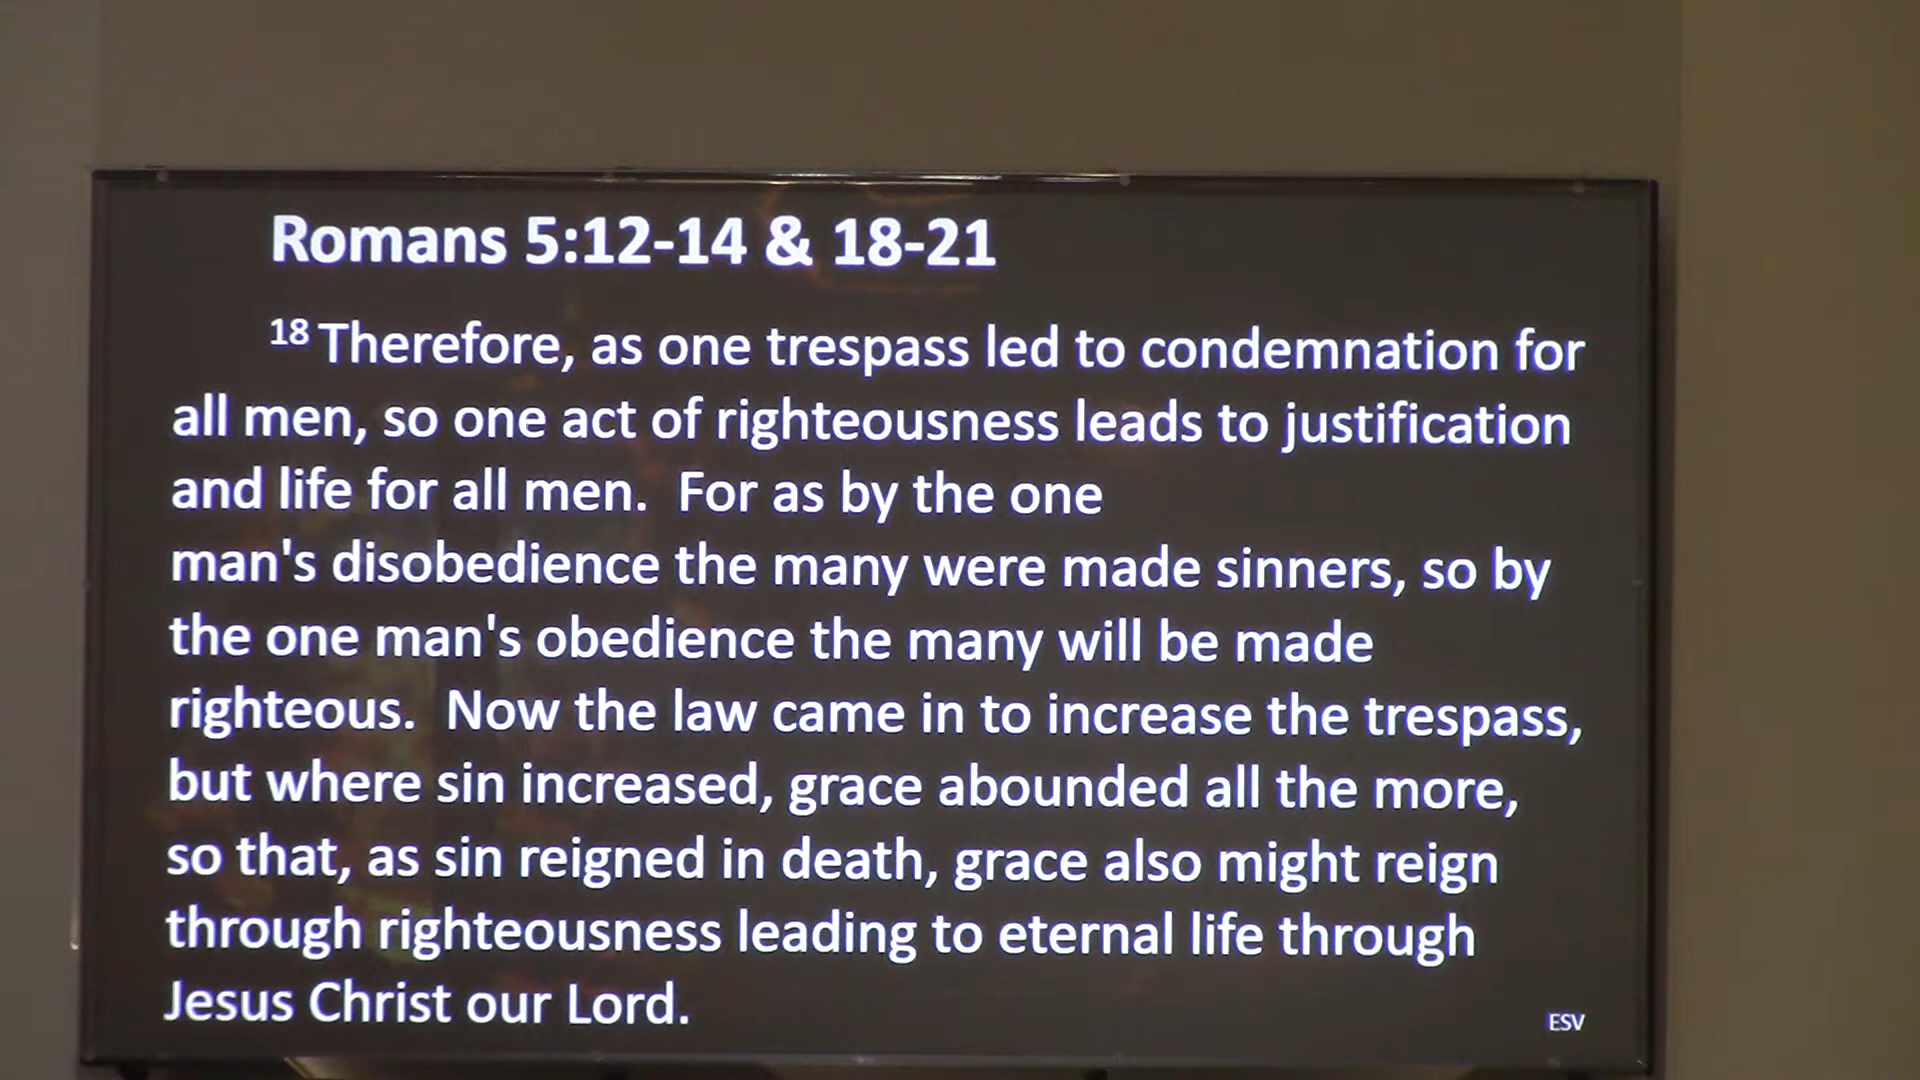 Romans 5:12-14 & 18-21
18 Therefore, as one trespass led to condemnation for
all men, so one act of righteousness leads to justification
and life for all men.  For as by the one
man's disobedience the many were made sinners, so by
the one man's obedience the many will be made
righteous.  Now the law came in to increase the trespass,
but where sin increased, grace abounded all the more,
so that, as sin reigned in death, grace also might reign
through righteousness leading to eternal life through
Jesus Christ our Lord.
ESV